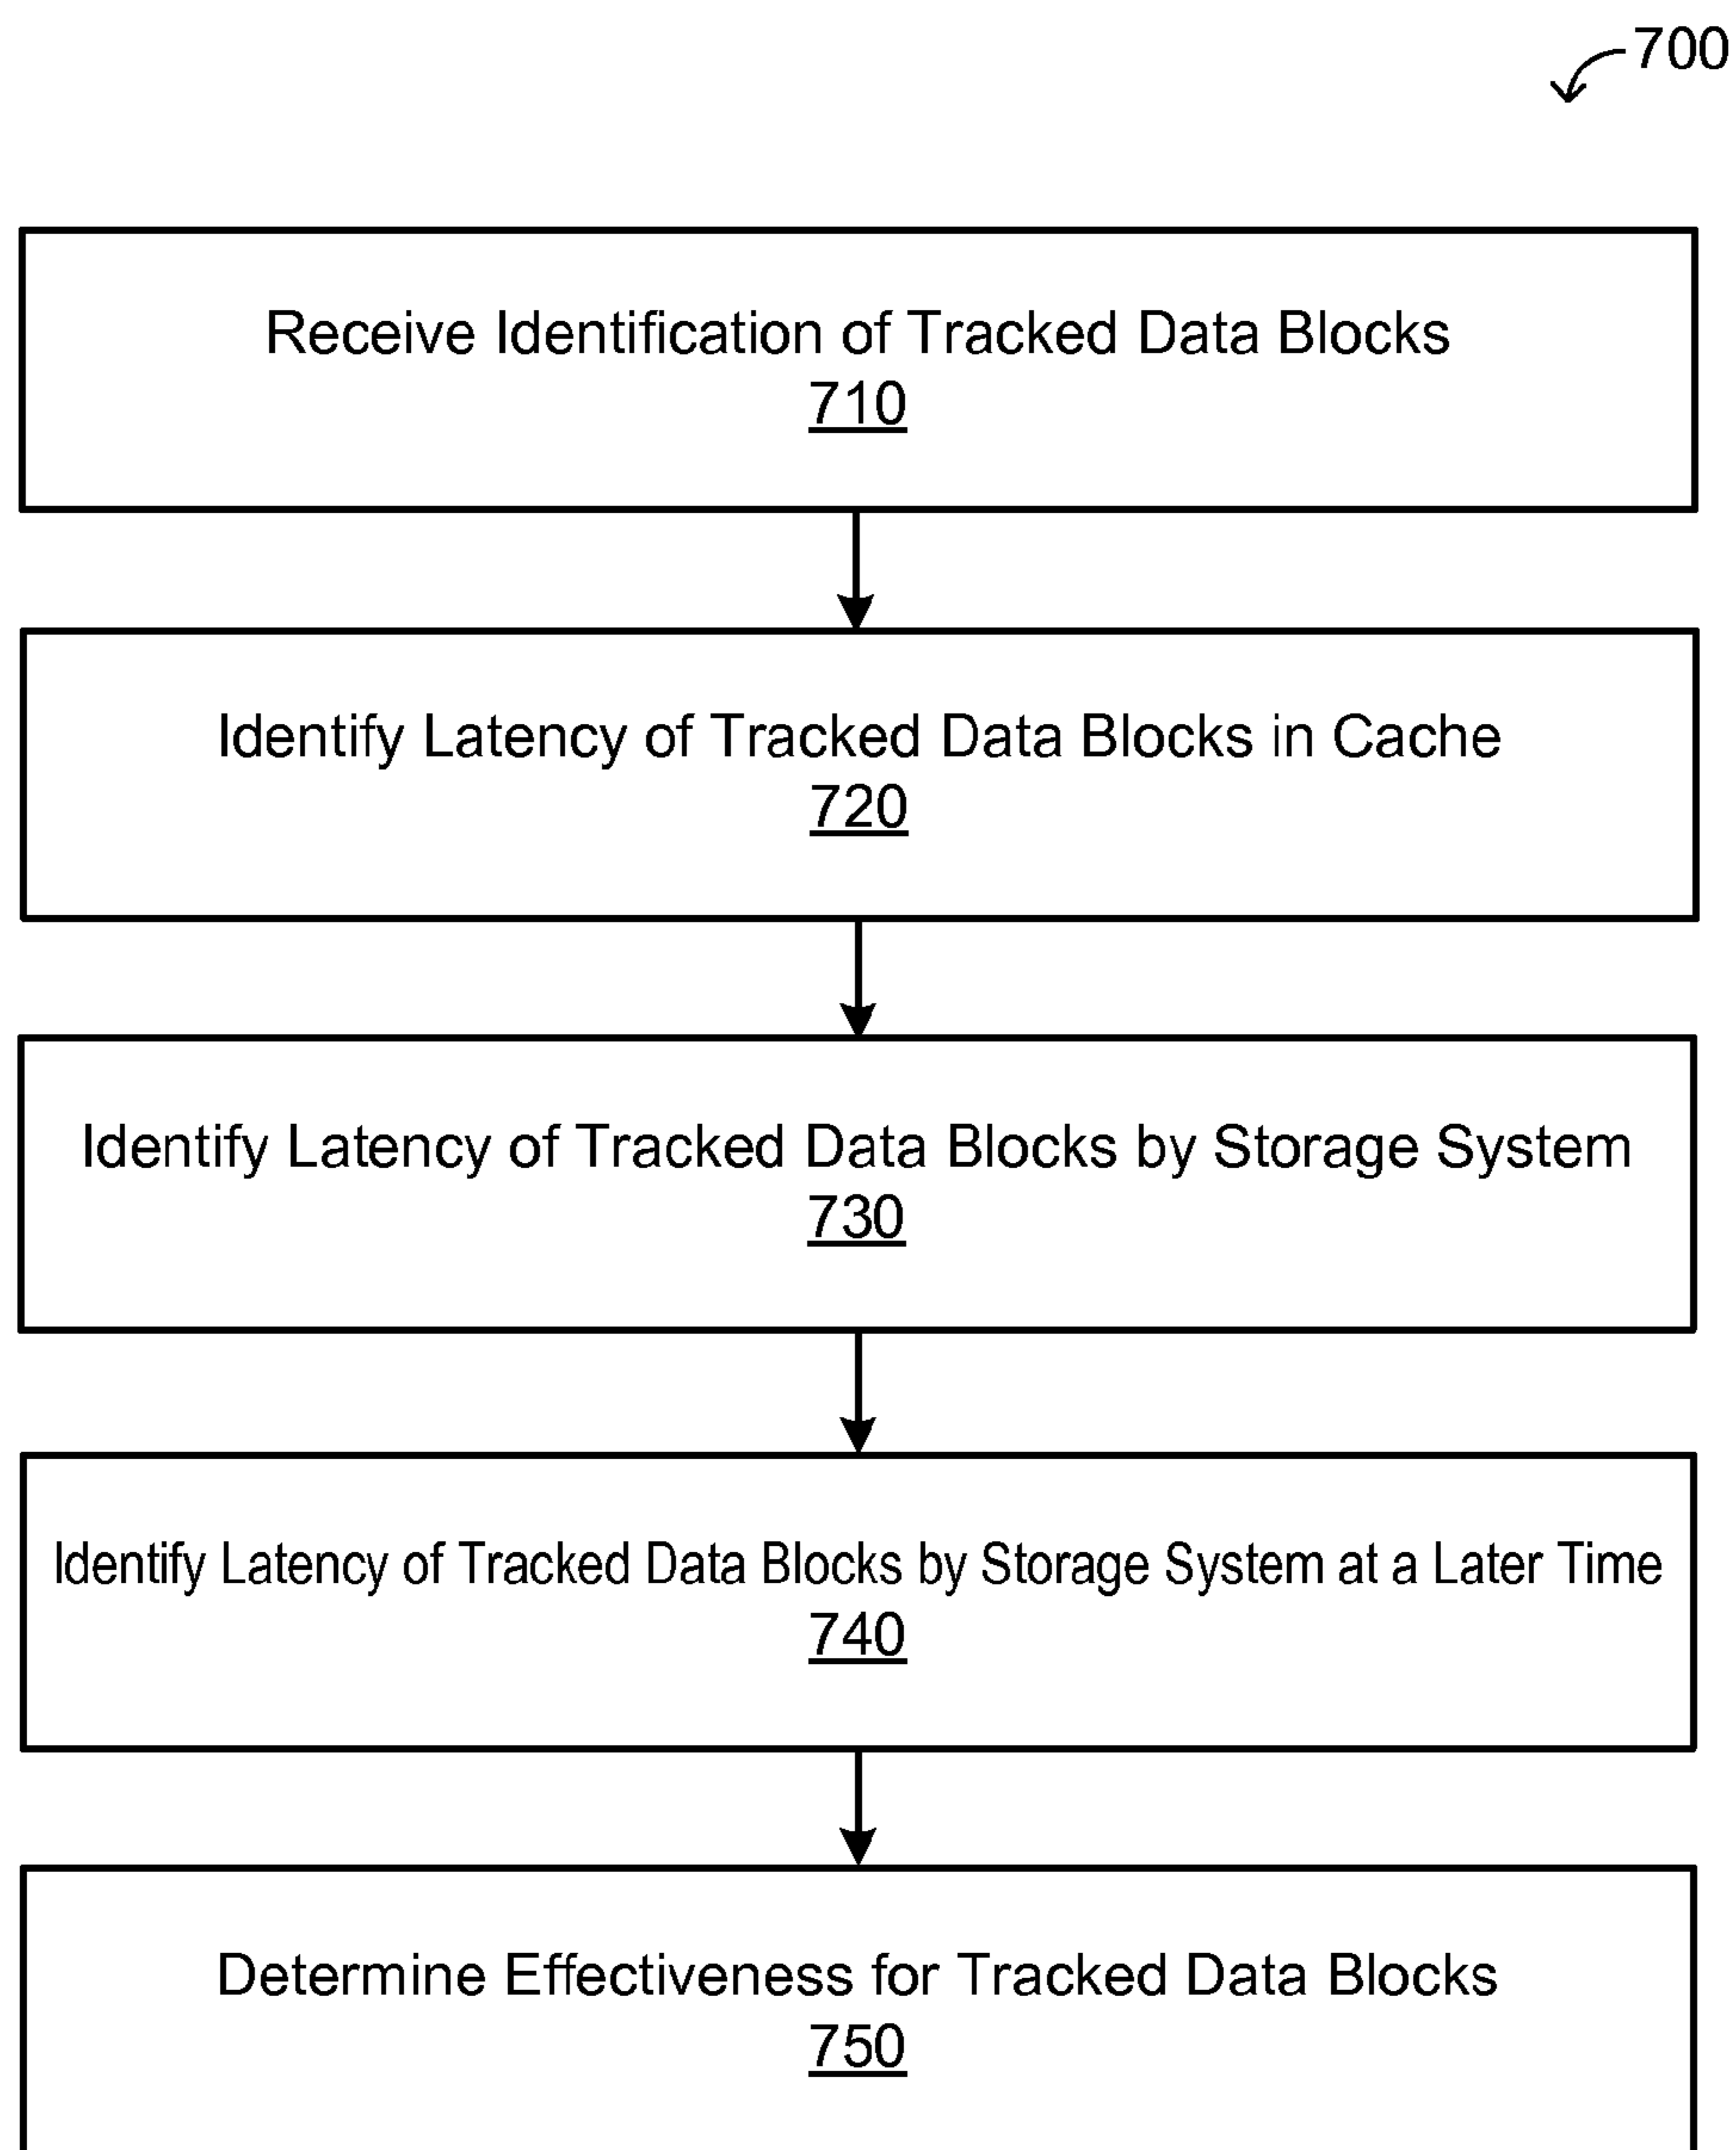 700
Receive Identification of Tracked Data Blocks
710
Identify Latency of Tracked Data Blocks in Cache
720
Identify Latency of Tracked Data Blocks by Storage System
730
Identify Latency of Tracked Data Blocks by Storage System at a Later Time
740
Determine Effectiveness for Tracked Data Blocks
750